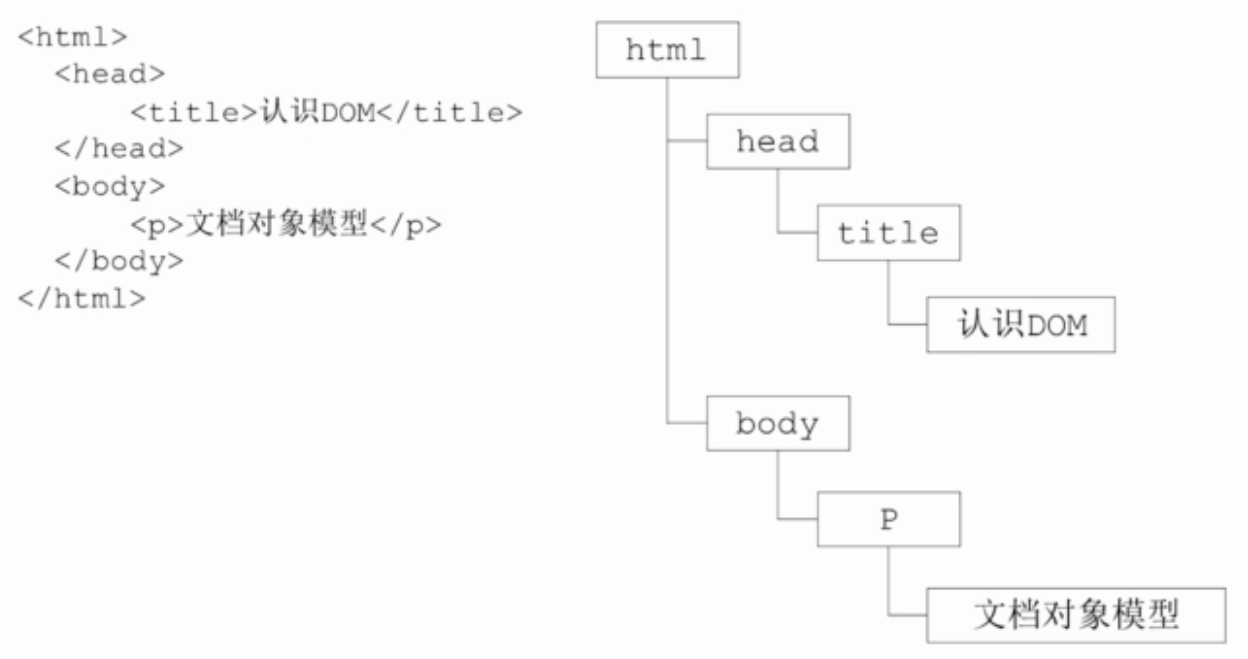 <html>
<head>
<title>认识DOM</title>
</head>
<body>
<p>文档对象模型</p>
</body>
</html>
html
head
title
认识DOM
body
P
文档对象模型